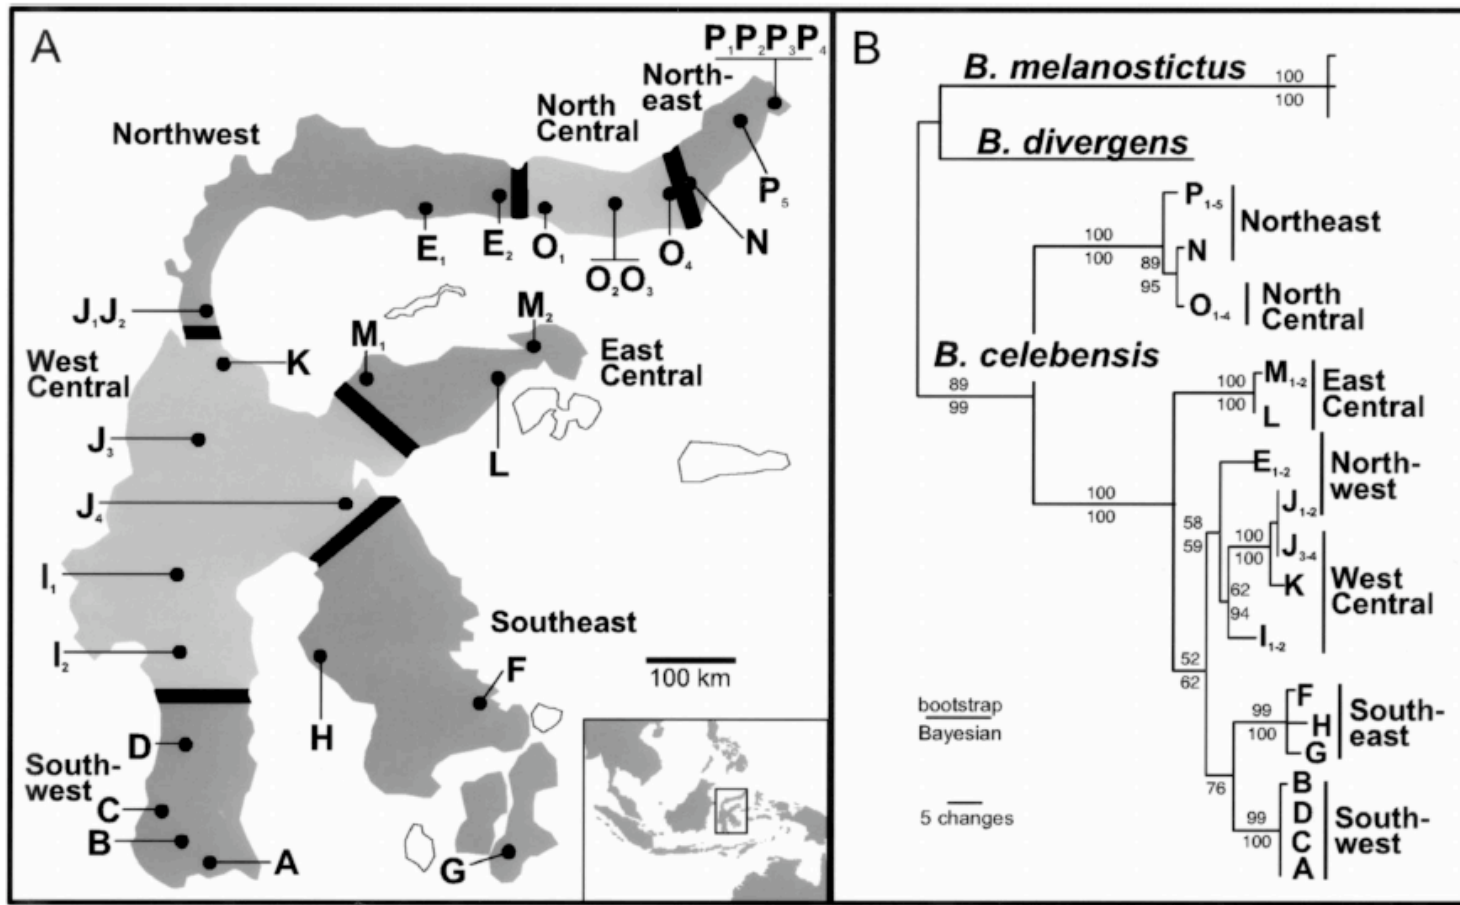 A
P₁P₂P₃P₄
North-
east
North
Central
Northwest
P₅
N
E₁
E₂
O₁
O₄
O₂O₃
J₁J₂
M₂
M₁
West
Central
K
East
Central
J₃
L
J₄
I₁
Southeast
I₂
F
100 km
H
D
South-
west
C
B
A
G
B
B. melanostictus
100
100
B. divergens
P₁₋₅
Northeast
100
100
N
89
95
O₁₋₄
North
Central
B. celebensis
89
99
M₁₋₂
100
100
L
East
Central
E₁₋₂
North-
west
100
100
J₁₋₂
58
59
100
100
J₃₋₄
K
62
94
West
Central
I₁₋₂
52
62
F
99
100
H
G
South-
east
bootstrap
Bayesian
76
B
D
99
100
C
A
South-
west
5 changes